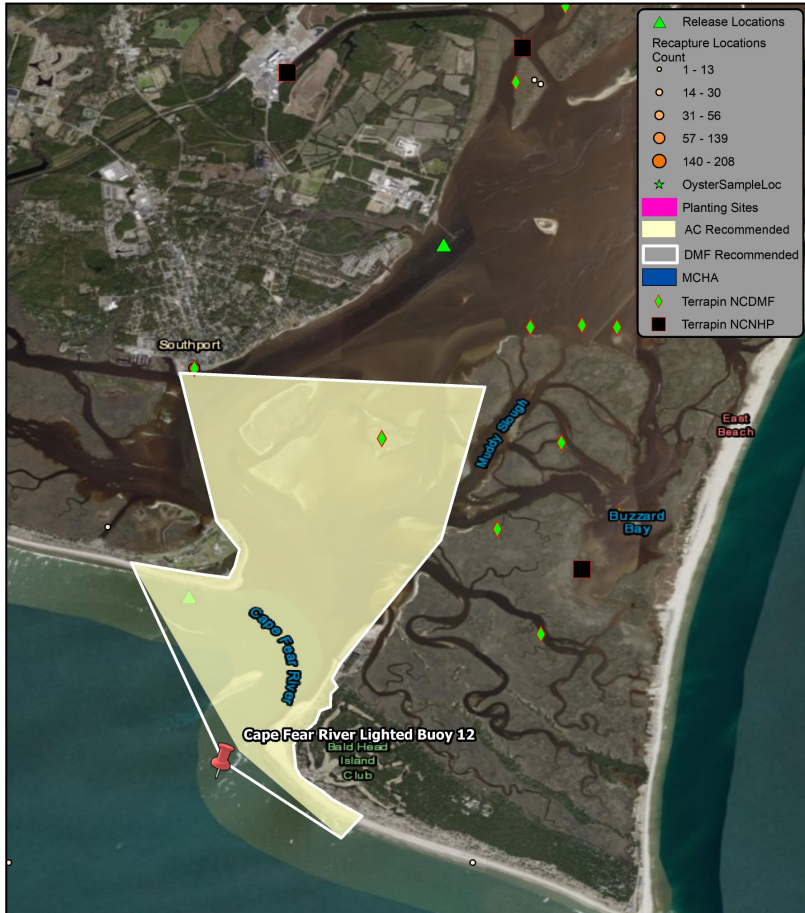 Release Locations
Recapture Locations
Count
1 - 13
14 - 30
31 - 56
57 - 139
140 - 208
OysterSampleLoc
Planting Sites
AC Recommended
DMF Recommended
MCHA
Terrapin NCDMF
Terrapin NCNHP
Southport
Muddy Slough
East
Beach
Buzzard
Bay
Cape Fear River
Cape Fear River Lighted Buoy 12
Bald Head
Island
Club